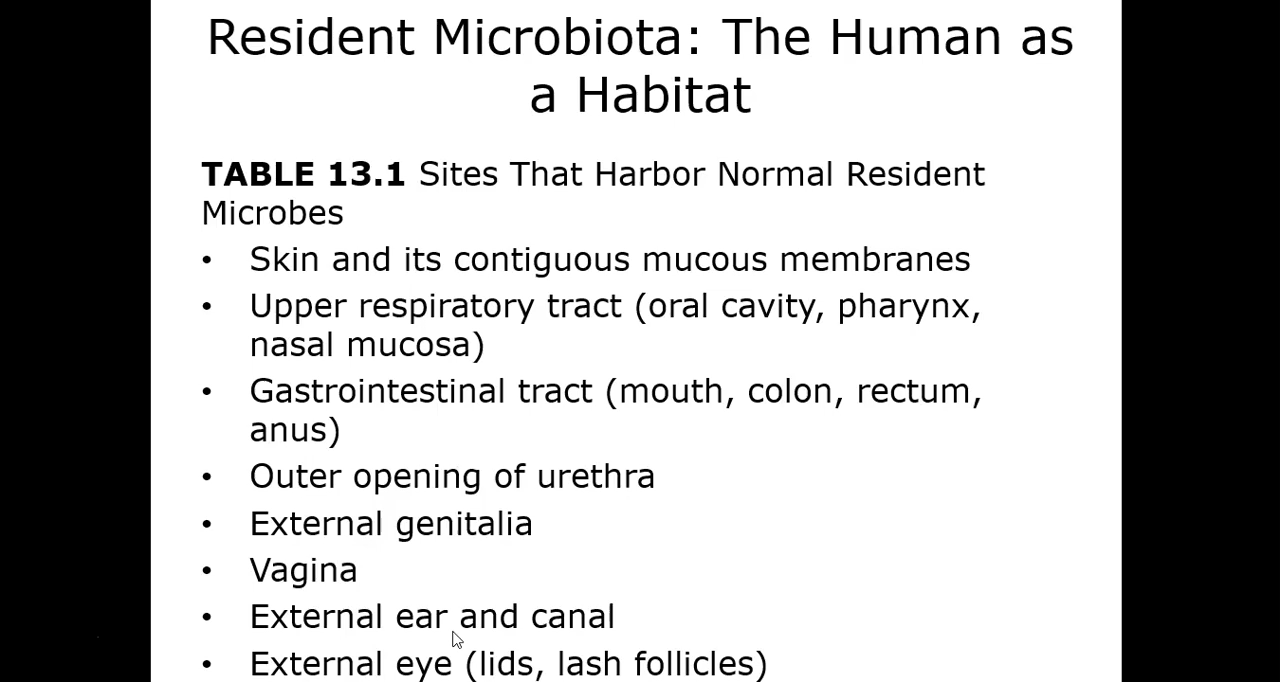 Resident Microbiota: The Human as
a Habitat
TABLE 13.1 Sites That Harbor Normal Resident
Microbes
• Skin and its contiguous mucous membranes
• Upper respiratory tract (oral cavity, pharynx,
nasal mucosa)
• Gastrointestinal tract (mouth, colon, rectum,
anus)
• Outer opening of urethra
• External genitalia
• Vagina
• External ear and canal
• External eye (lids, lash follicles)